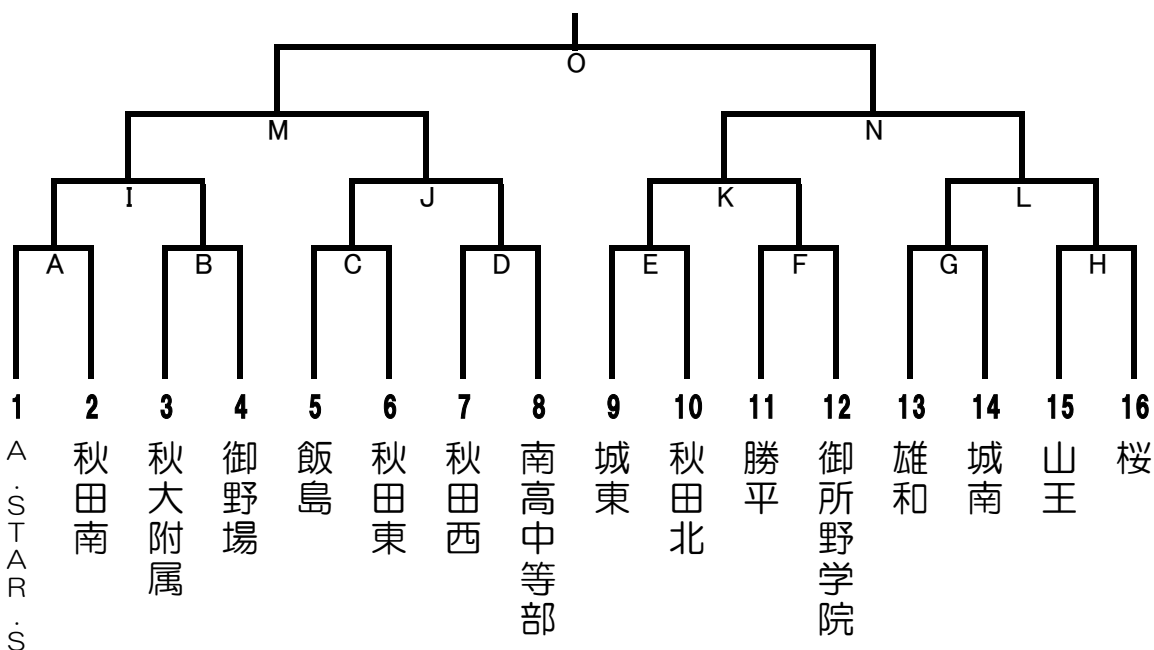 O
M
N
I
J
K
L
A
B
C
D
E
F
G
H
1
2
3
4
5
6
7
8
9
10
11
12
13
14
15
16
A.STAR.S
秋田南
秋大附属
御野場
飯島
秋田東
秋田西
南高中等部
城東
秋田北
勝平
御所野学院
雄和
城南
山王
桜